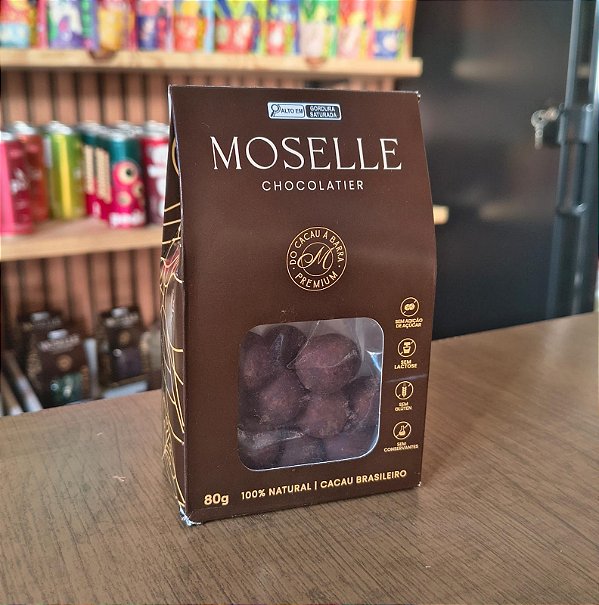 ALTO EM GORDURA
SATURADA
MOSELLE
CHOCOLATIER
DO CACAU À BARRA
M
PREMIUM
SEM ADIÇÃO
DE AÇÚCAR
SEM
LACTOSE
SEM
GLÚTEN
SEM
CONSERVANTES
80g 100% NATURAL | CACAU BRASILEIRO